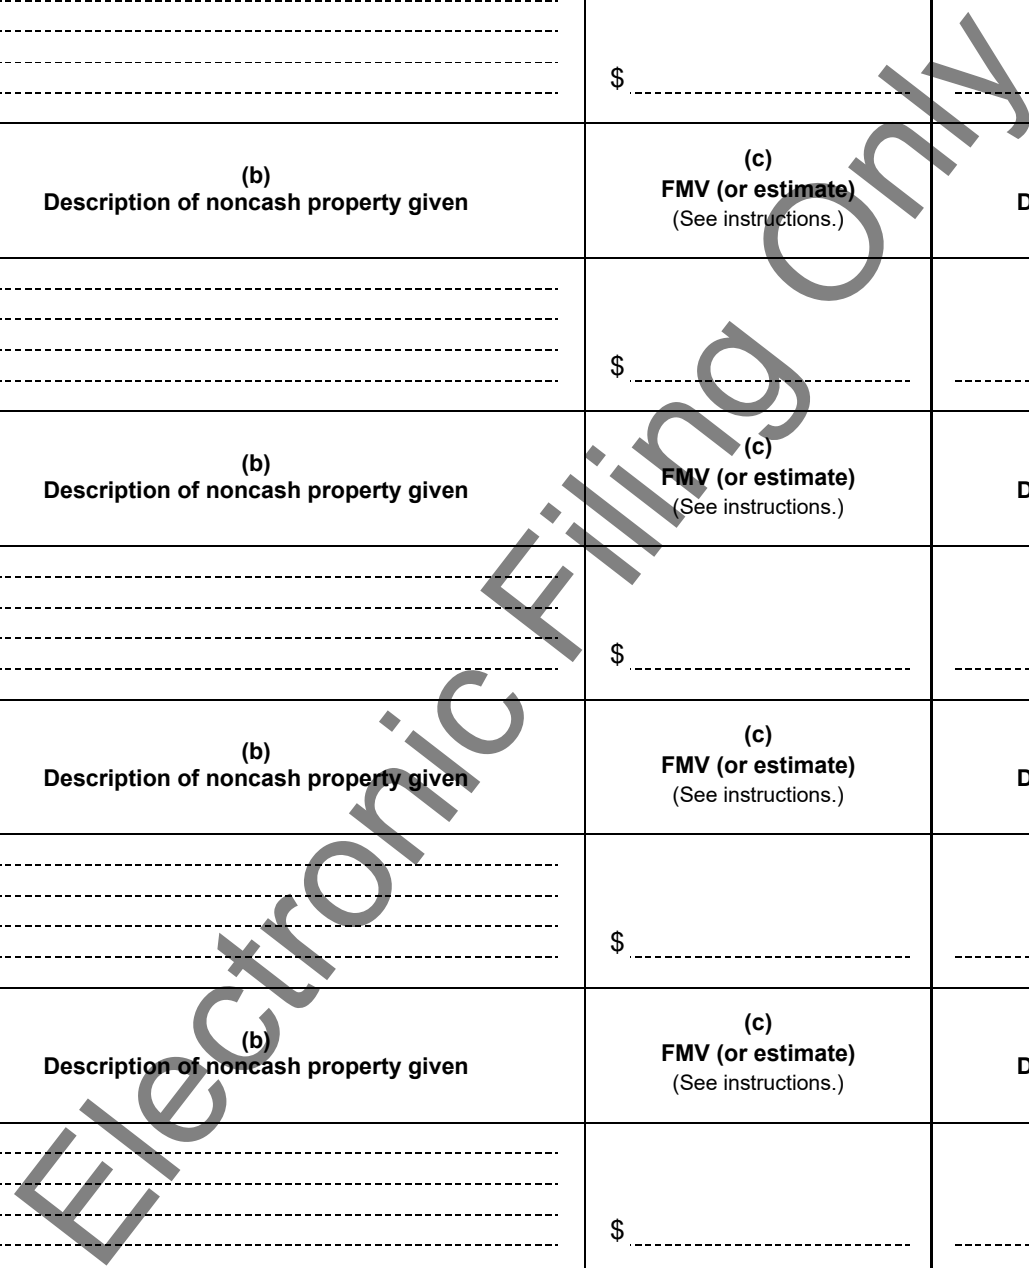 $
(b)
Description of noncash property given
(c)
FMV (or estimate)
(See instructions.)
D
$
(b)
Description of noncash property given
(c)
FMV (or estimate)
(See instructions.)
D
$
(b)
Description of noncash property given
(c)
FMV (or estimate)
(See instructions.)
D
$
(b)
Description of noncash property given
(c)
FMV (or estimate)
(See instructions.)
D
$
Electronic Filing Only